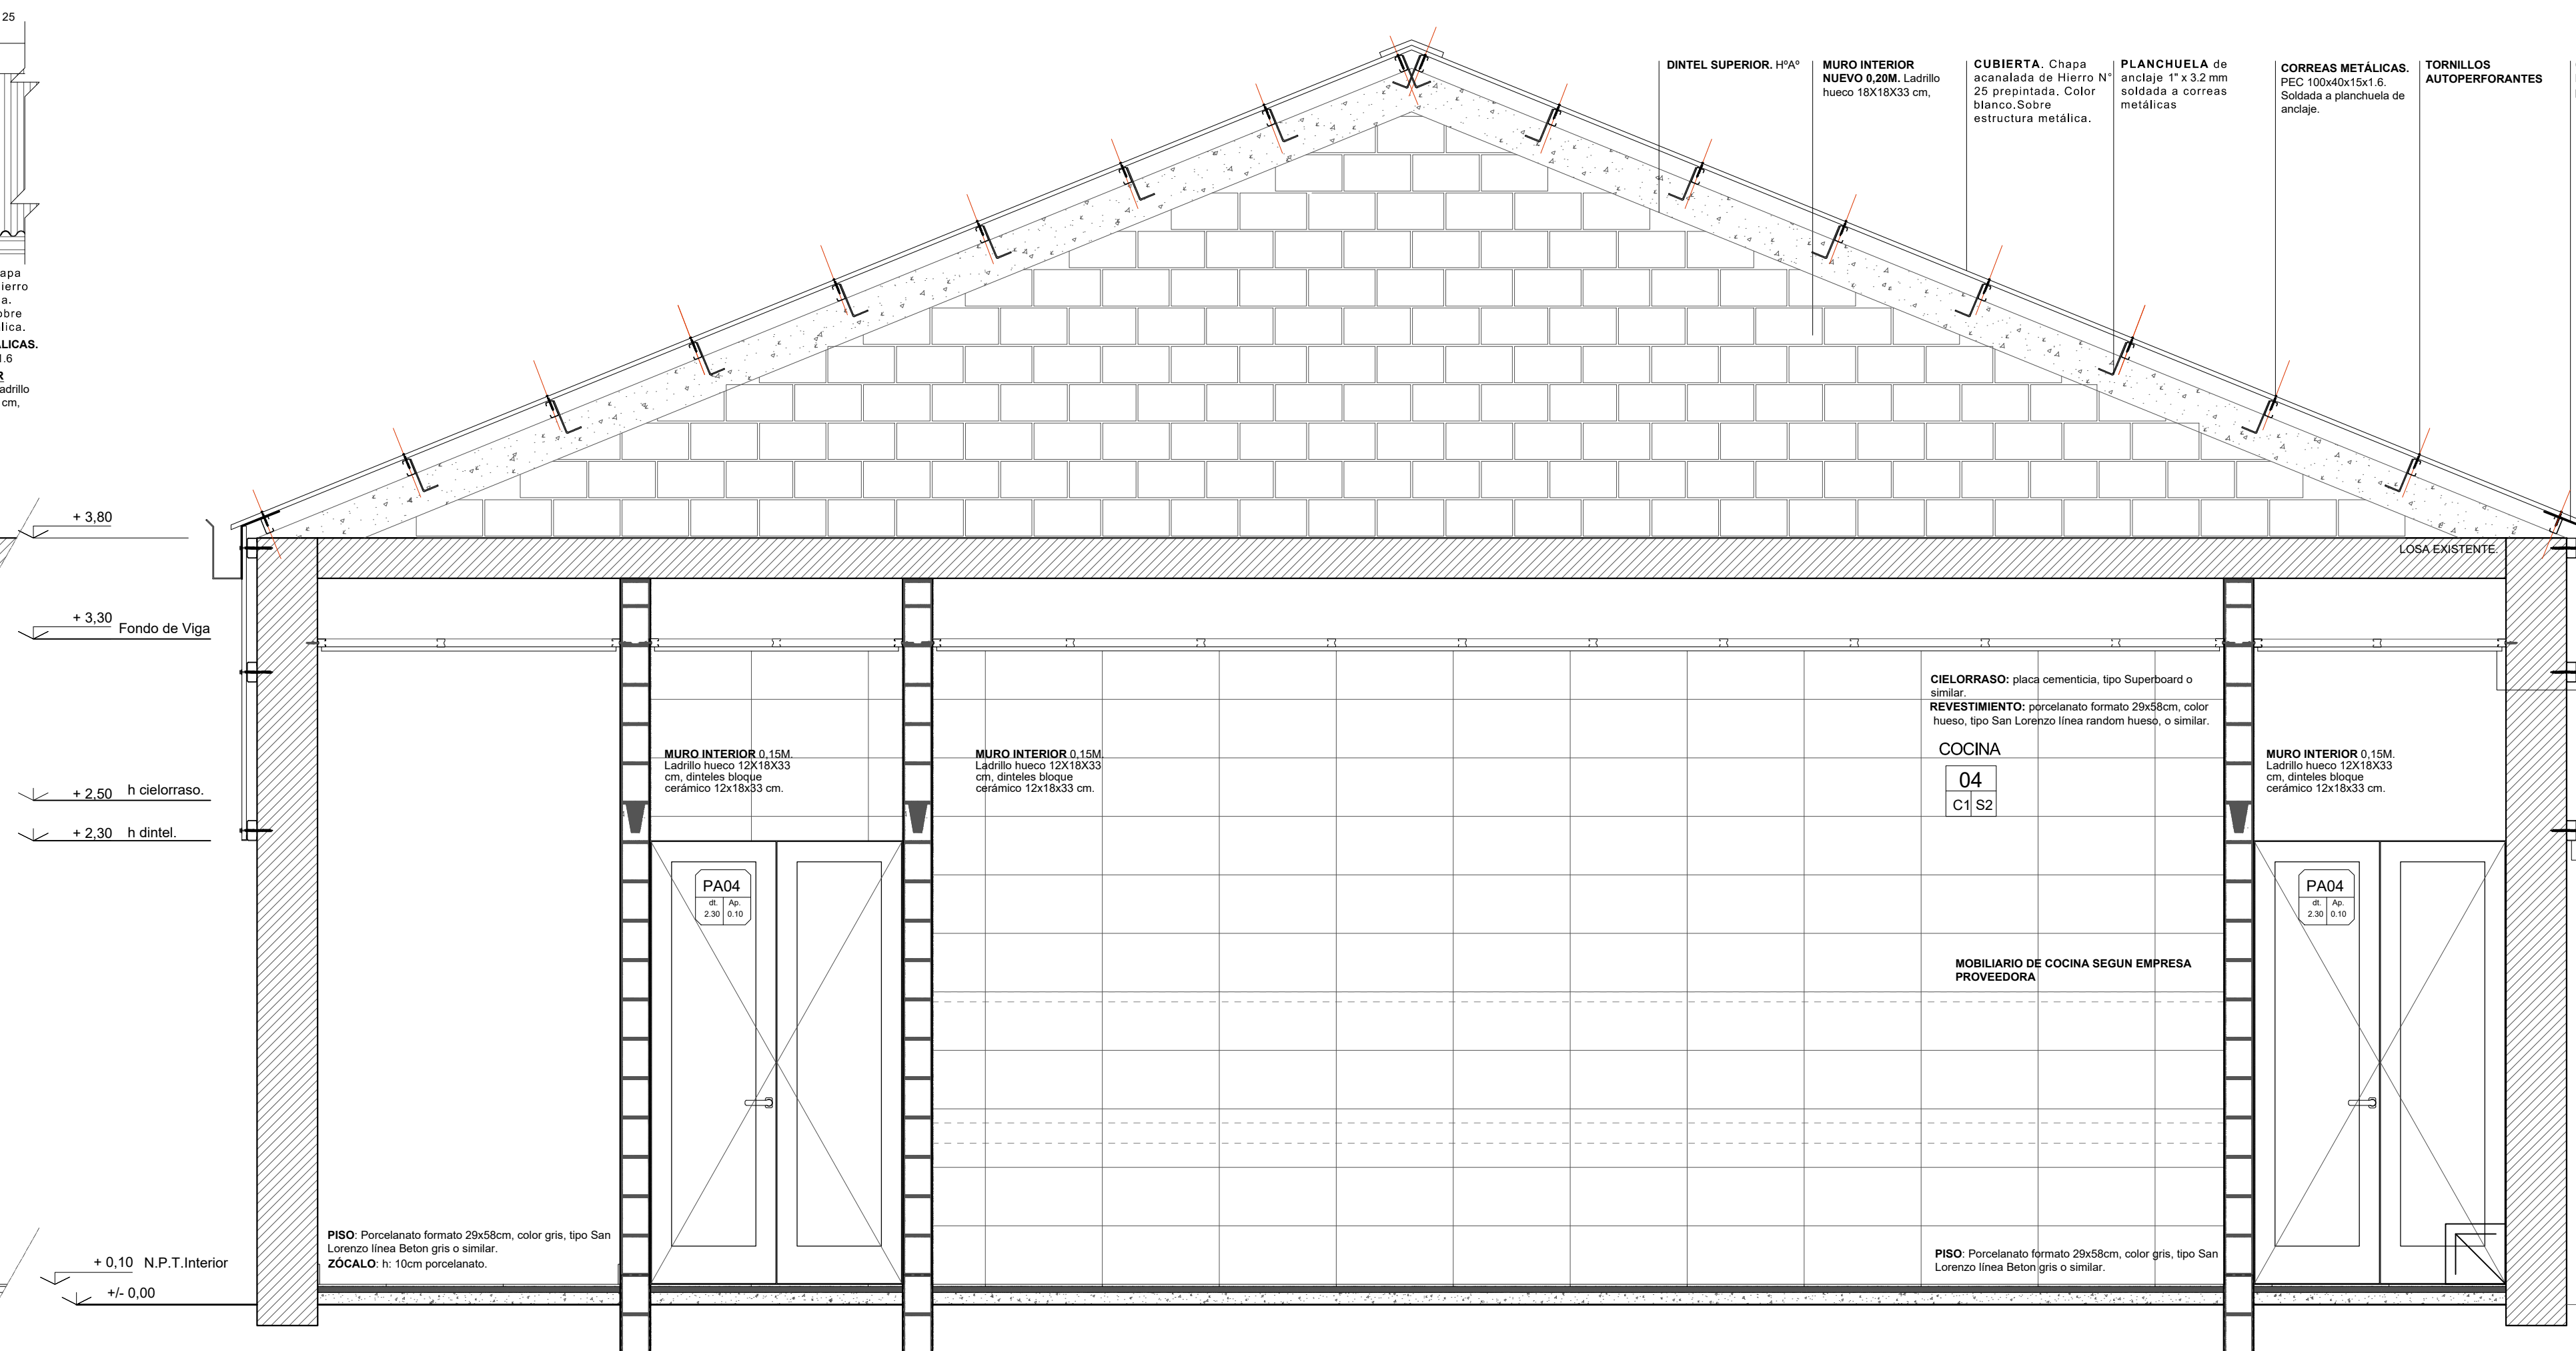 25
apa
ierro
a.
obre
lica.
ALICAS.
1.6
R
adrillo
cm,
DINTEL SUPERIOR. HºAº
MURO INTERIOR
NUEVO 0,20M. Ladrillo
hueco 18X18X33 cm,
CUBIERTA. Chapa
acanalada de Hierro N°
25 prepintada. Color
blanco.Sobre
estructura metálica.
PLANCHUELA de
anclaje 1" x 3.2 mm
soldada a correas
metálicas
CORREAS METÁLICAS.
PEC 100x40x15x1.6.
Soldada a planchuela de
anclaje.
TORNILLOS
AUTOPERFORANTES
+ 3,80
LOSA EXISTENTE.
+ 3,30 Fondo de Viga
+ 2,50 h cielorraso.
+ 2,30 h dintel.
MURO INTERIOR 0,15M.
Ladrillo hueco 12X18X33
cm, dinteles bloque
cerámico 12x18x33 cm.
MURO INTERIOR 0,15M.
Ladrillo hueco 12X18X33
cm, dinteles bloque
cerámico 12x18x33 cm.
CIELORRASO: placa cementicia, tipo Superboard o
similar.
REVESTIMIENTO: porcelanato formato 29x58cm, color
hueso, tipo San Lorenzo línea random hueso, o similar.
COCINA
04
C1 S2
MURO INTERIOR 0,15M.
Ladrillo hueco 12X18X33
cm, dinteles bloque
cerámico 12x18x33 cm.
PA04
dt. Ap.
2.30 0.10
PA04
dt. Ap.
2.30 0.10
MOBILIARIO DE COCINA SEGUN EMPRESA
PROVEEDORA
PISO: Porcelanato formato 29x58cm, color gris, tipo San
Lorenzo línea Beton gris o similar.
ZÓCALO: h: 10cm porcelanato.
PISO: Porcelanato formato 29x58cm, color gris, tipo San
Lorenzo línea Beton gris o similar.
+ 0,10 N.P.T.Interior
+/- 0,00